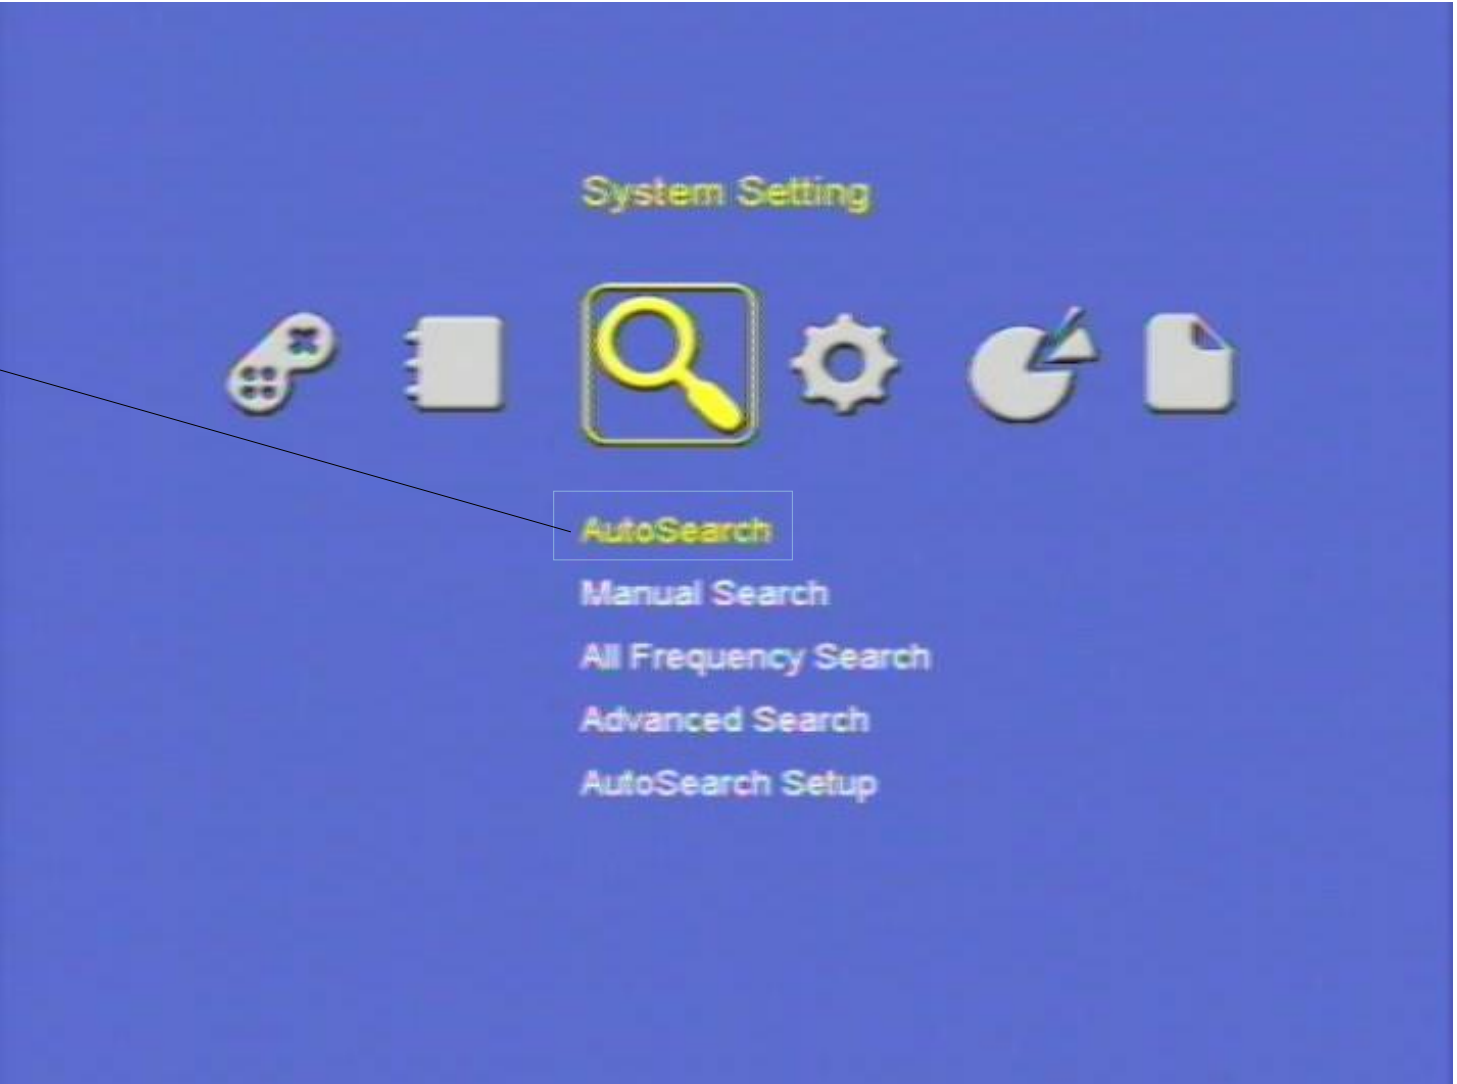 System Setting
AutoSearch
Manual Search
All Frequency Search
Advanced Search
AutoSearch Setup